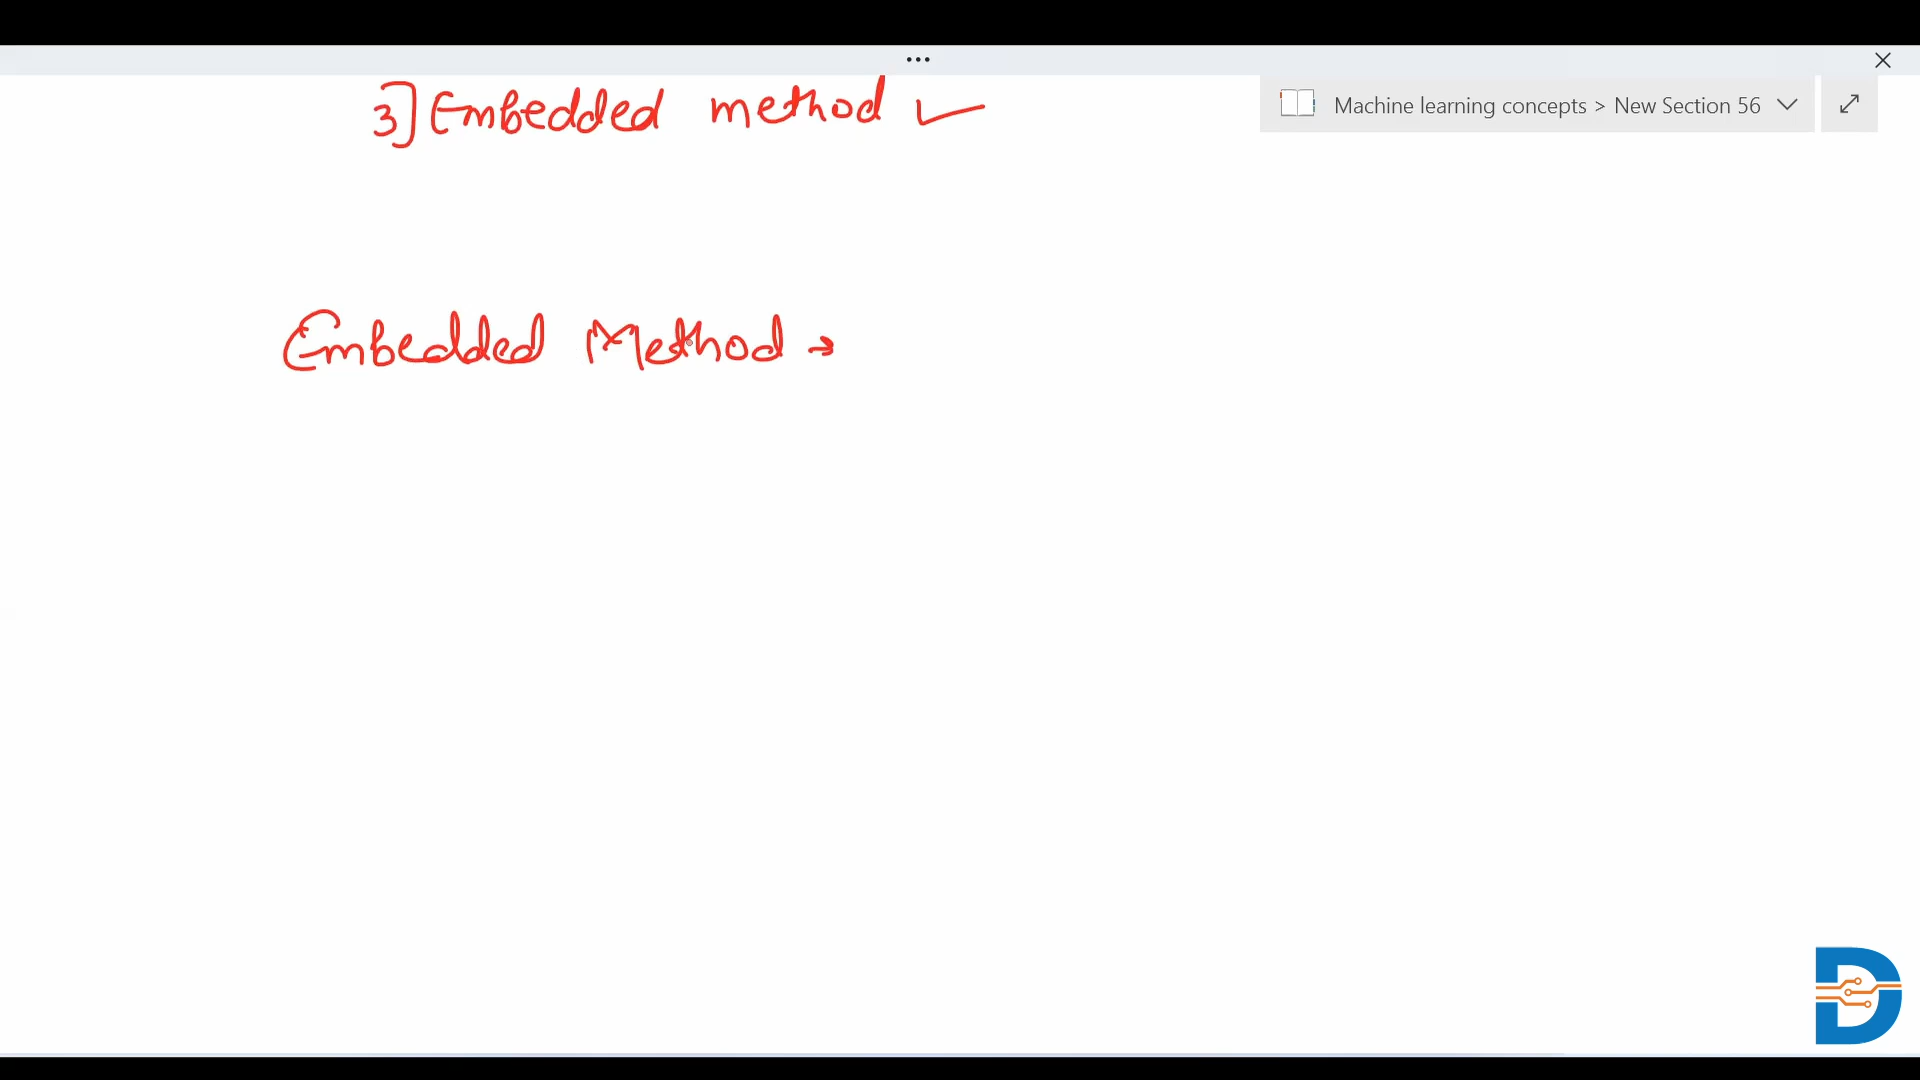 3] Embedded method ✓
Machine learning concepts > New Section 56
Embedded Method →